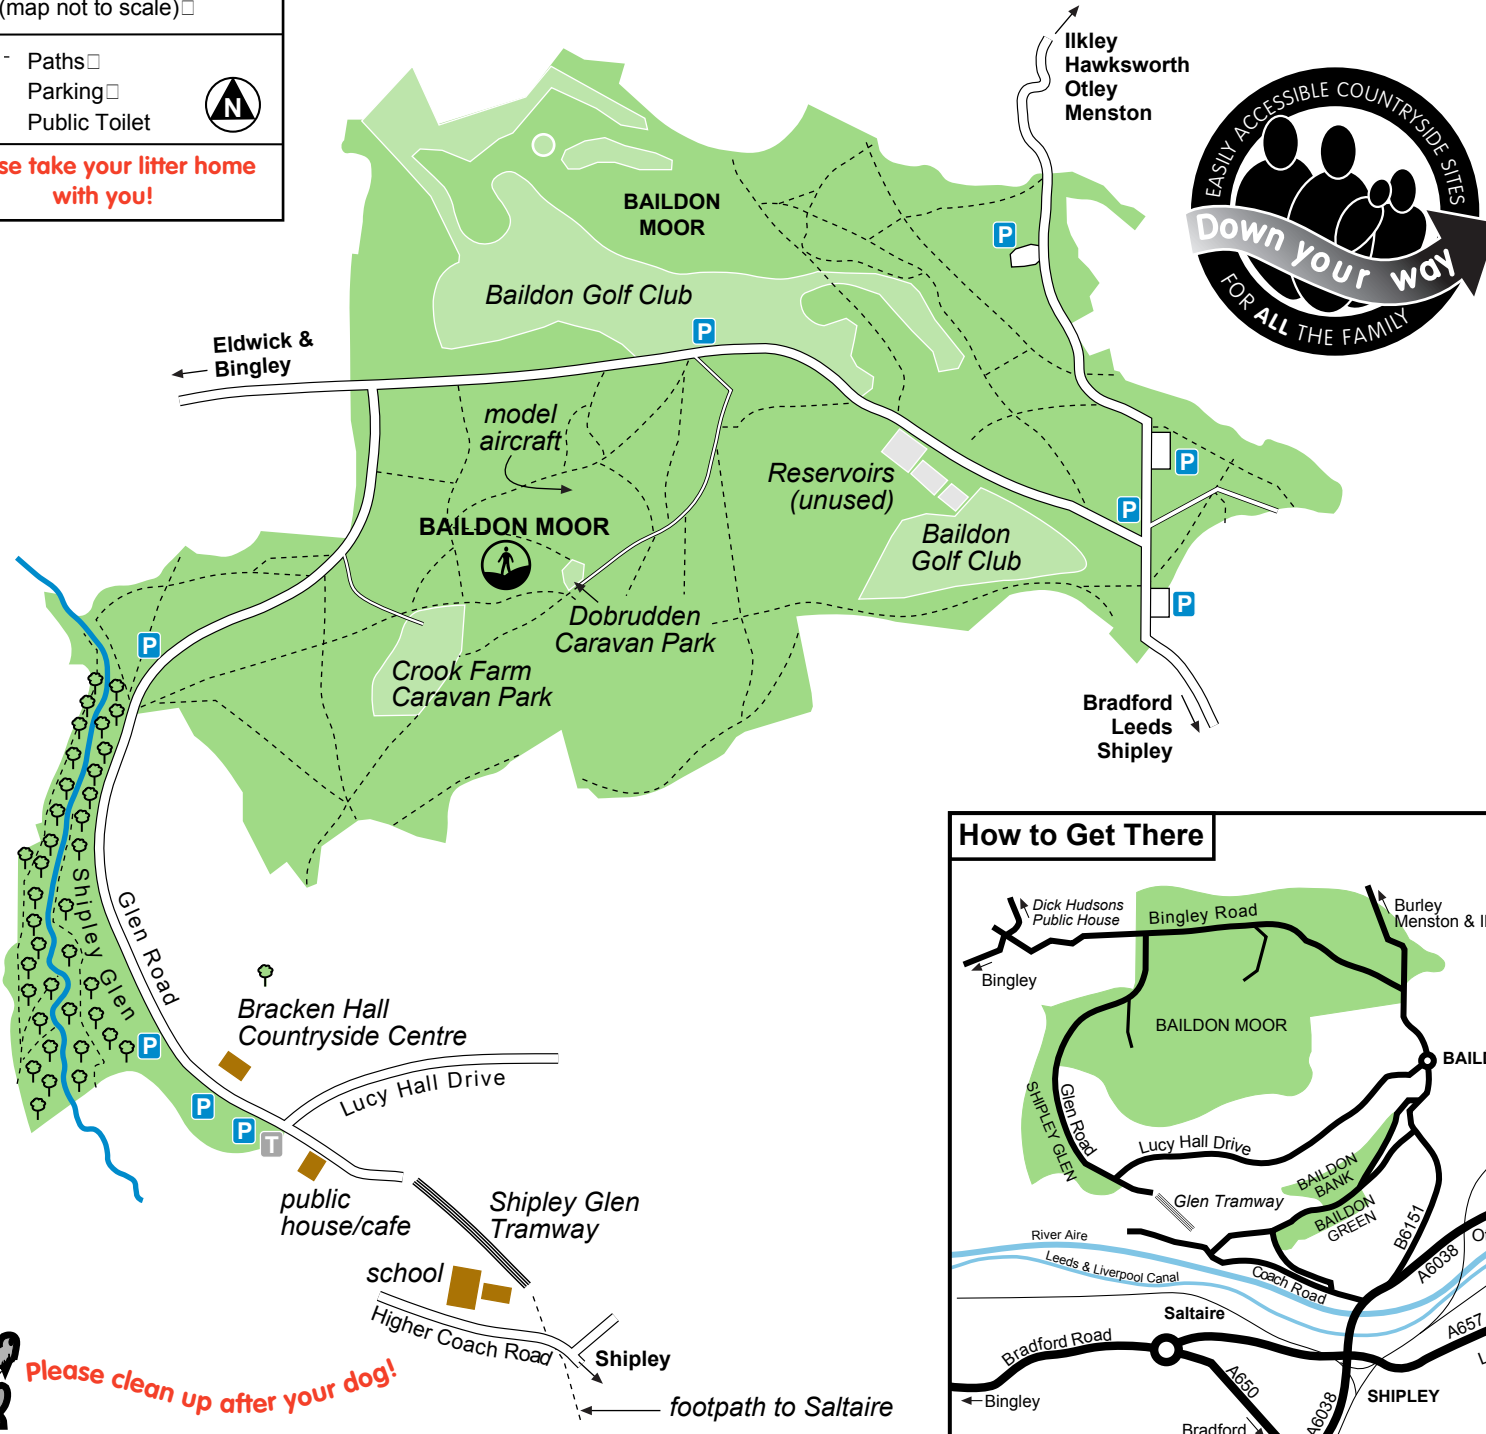 (map not to scale)
Paths
Parking
Public Toilet
N
se take your litter home
with you!
Ilkley
Hawksworth
Otley
Menston
EASILY ACCESSIBLE COUNTRYSIDE SITES
Down your way
FOR ALL THE FAMILY
BAILDON
MOOR
P
Baildon Golf Club
P
Eldwick &
Bingley
model
aircraft
Reservoirs
(unused)
P
P
BAILDON MOOR
Baildon
Golf Club
Dobrudden
Caravan Park
P
P
Crook Farm
Caravan Park
Bradford
Leeds
Shipley
Shipley Glen
Glen Road
Bracken Hall
Countryside Centre
P
Lucy Hall Drive
P
P
T
public
house/cafe
Shipley Glen
Tramway
school
Higher Coach Road
Shipley
footpath to Saltaire
Please clean up after your dog!
How to Get There
Dick Hudsons
Public House
Bingley Road
Burley
Menston & I
Bingley
BAILDON MOOR
BAIL
SHIPLEY GLEN
Glen Road
Lucy Hall Drive
BAILDON
BANK
Glen Tramway
BAILDON
GREEN
B6151
River Aire
Leeds & Liverpool Canal
Coach Road
A6038
O
Saltaire
Bradford Road
A657
L
A650
SHIPLEY
Bingley
A6038
Bradford